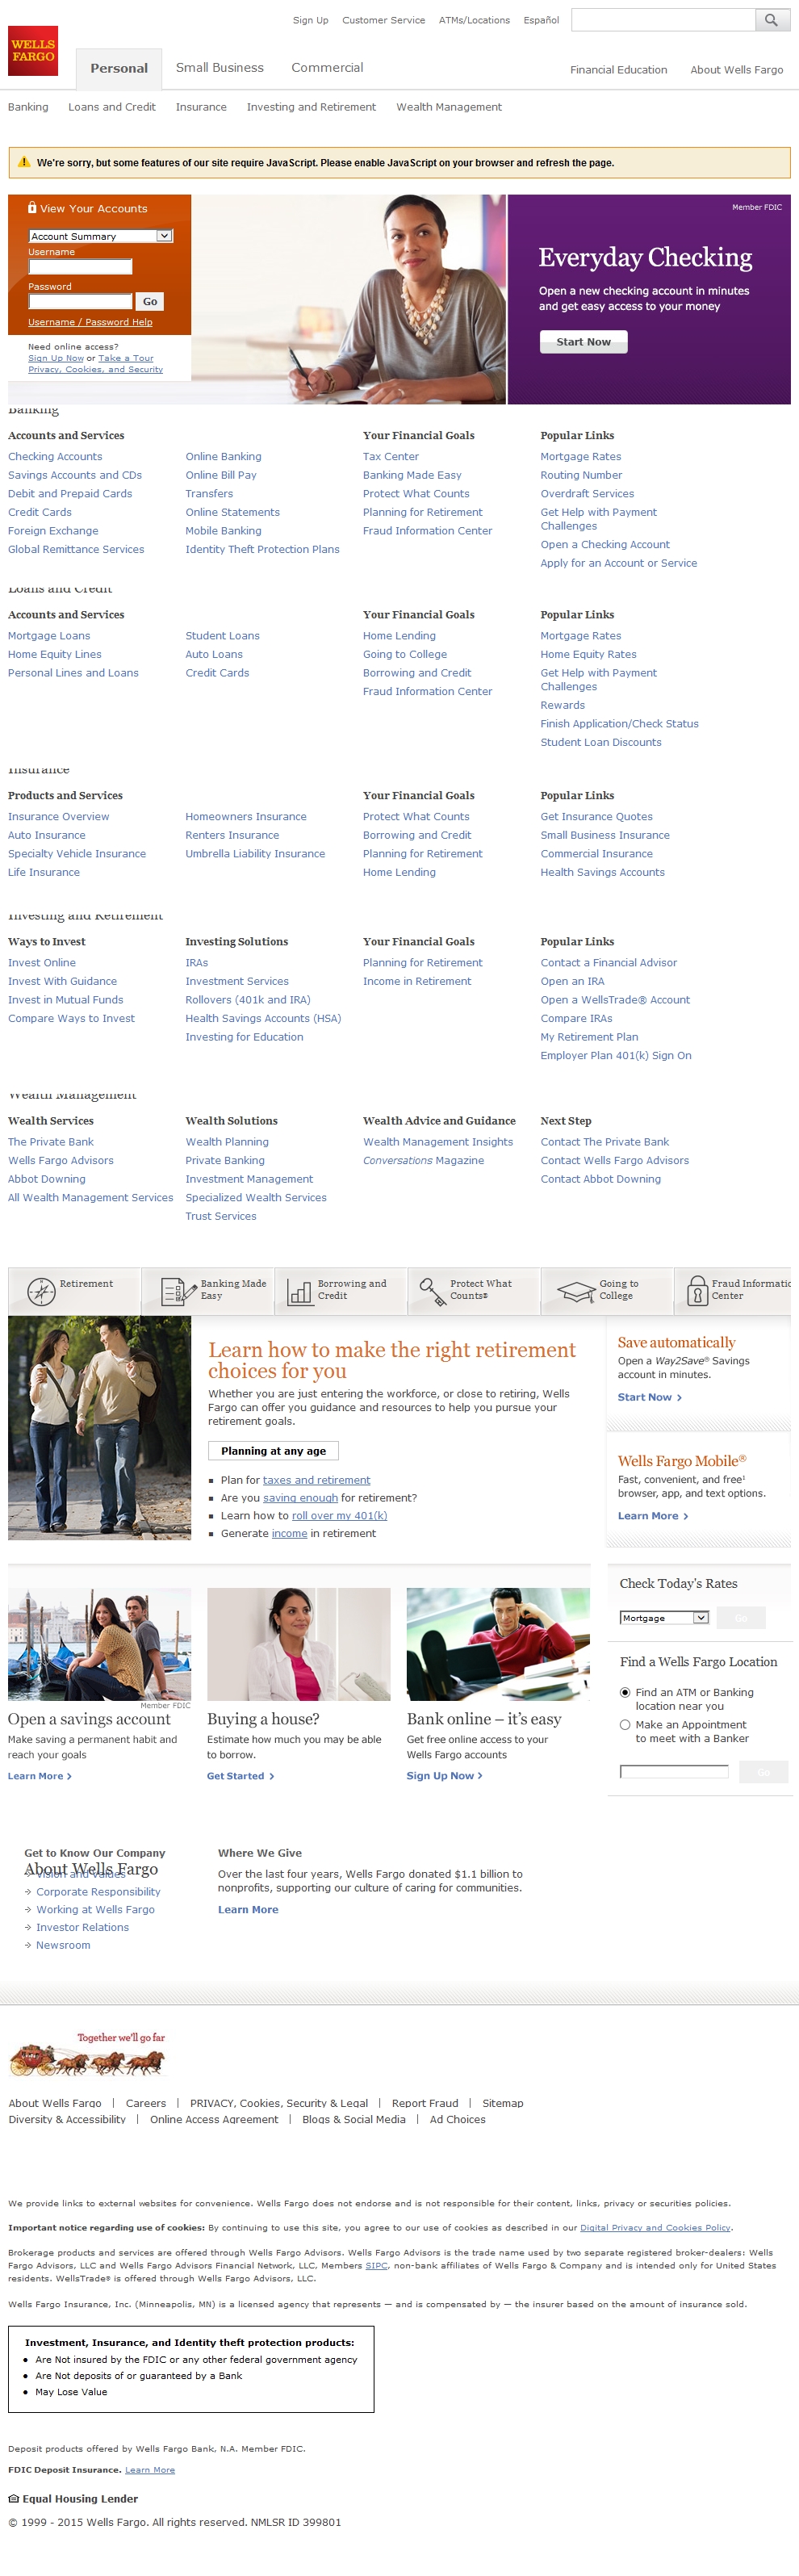 Sign Up Customer Service ATMs/Locations Español
WELLS
FARGO
Personal Small Business Commercial
Financial Education About Wells Fargo
Banking Loans and Credit Insurance Investing and Retirement Wealth Management
We're sorry, but some features of our site require JavaScript. Please enable JavaScript on your browser and refresh the page.
View Your Accounts
Account Summary
Username
Password
Go
Username / Password Help
Need online access?
Sign Up Now or Take a Tour
Privacy, Cookies, and Security
Member FDIC
Everyday Checking
Open a new checking account in minutes
and get easy access to your money
Start Now
Banking
Accounts and Services
Checking Accounts
Savings Accounts and CDs
Debit and Prepaid Cards
Credit Cards
Foreign Exchange
Global Remittance Services
Online Banking
Online Bill Pay
Transfers
Online Statements
Mobile Banking
Identity Theft Protection Plans
Your Financial Goals
Tax Center
Banking Made Easy
Protect What Counts
Planning for Retirement
Fraud Information Center
Popular Links
Mortgage Rates
Routing Number
Overdraft Services
Get Help with Payment
Challenges
Open a Checking Account
Apply for an Account or Service
Loans and Credit
Accounts and Services
Mortgage Loans
Home Equity Lines
Personal Lines and Loans
Student Loans
Auto Loans
Credit Cards
Your Financial Goals
Home Lending
Going to College
Borrowing and Credit
Fraud Information Center
Popular Links
Mortgage Rates
Home Equity Rates
Get Help with Payment
Challenges
Rewards
Finish Application/Check Status
Student Loan Discounts
Insurance
Products and Services
Insurance Overview
Auto Insurance
Specialty Vehicle Insurance
Life Insurance
Homeowners Insurance
Renters Insurance
Umbrella Liability Insurance
Your Financial Goals
Protect What Counts
Borrowing and Credit
Planning for Retirement
Home Lending
Popular Links
Get Insurance Quotes
Small Business Insurance
Commercial Insurance
Health Savings Accounts
Investing and Retirement
Ways to Invest
Invest Online
Invest With Guidance
Invest in Mutual Funds
Compare Ways to Invest
Investing Solutions
IRAs
Investment Services
Rollovers (401k and IRA)
Health Savings Accounts (HSA)
Investing for Education
Your Financial Goals
Planning for Retirement
Income in Retirement
Popular Links
Contact a Financial Advisor
Open an IRA
Open a WellsTrade® Account
Compare IRAs
My Retirement Plan
Employer Plan 401(k) Sign On
Wealth Management
Wealth Services
The Private Bank
Wells Fargo Advisors
Abbot Downing
All Wealth Management Services
Wealth Solutions
Wealth Planning
Private Banking
Investment Management
Specialized Wealth Services
Trust Services
Wealth Advice and Guidance
Wealth Management Insights
Conversations Magazine
Next Step
Contact The Private Bank
Contact Wells Fargo Advisors
Contact Abbot Downing
Retirement
Banking Made
Easy
Borrowing and
Credit
Protect What
Counts®
Going to
College
Fraud Informatic
Center
Learn how to make the right retirement
choices for you
Whether you are just entering the workforce, or close to retiring, Wells
Fargo can offer you guidance and resources to help you pursue your
retirement goals.
Planning at any age
Plan for taxes and retirement
Are you saving enough for retirement?
Learn how to roll over my 401(k)
Generate income in retirement
Save automatically
Open a Way2Save® Savings
account in minutes.
Start Now
Wells Fargo Mobile®
Fast, convenient, and free¹
browser, app, and text options.
Learn More
Member FDIC
Open a savings account
Make saving a permanent habit and
reach your goals
Learn More
Buying a house?
Estimate how much you may be able
to borrow.
Get Started
Bank online – it's easy
Get free online access to your
Wells Fargo accounts
Sign Up Now
Check Today's Rates
Mortgage
Go
Find a Wells Fargo Location
Find an ATM or Banking
location near you
Make an Appointment
to meet with a Banker
Go
Get to Know Our Company
About Wells Fargo
Vision and Values
Corporate Responsibility
Working at Wells Fargo
Investor Relations
Newsroom
Where We Give
Over the last four years, Wells Fargo donated $1.1 billion to
nonprofits, supporting our culture of caring for communities.
Learn More
Together we'll go far
About Wells Fargo | Careers | PRIVACY, Cookies, Security & Legal | Report Fraud | Sitemap
Diversity & Accessibility | Online Access Agreement | Blogs & Social Media | Ad Choices
We provide links to external websites for convenience. Wells Fargo does not endorse and is not responsible for their content, links, privacy or securities policies.
Important notice regarding use of cookies: By continuing to use this site, you agree to our use of cookies as described in our Digital Privacy and Cookies Policy.
Brokerage products and services are offered through Wells Fargo Advisors. Wells Fargo Advisors is the trade name used by two separate registered broker-dealers: Wells
Fargo Advisors, LLC and Wells Fargo Advisors Financial Network, LLC, Members SIPC, non-bank affiliates of Wells Fargo & Company and is intended only for United States
residents. WellsTrade® is offered through Wells Fargo Advisors, LLC.
Wells Fargo Insurance, Inc. (Minneapolis, MN) is a licensed agency that represents — and is compensated by — the insurer based on the amount of insurance sold.
Investment, Insurance, and Identity theft protection products:
Are Not insured by the FDIC or any other federal government agency
Are Not deposits of or guaranteed by a Bank
May Lose Value
Deposit products offered by Wells Fargo Bank, N.A. Member FDIC.
FDIC Deposit Insurance. Learn More
Equal Housing Lender
© 1999 - 2015 Wells Fargo. All rights reserved. NMLSR ID 399801